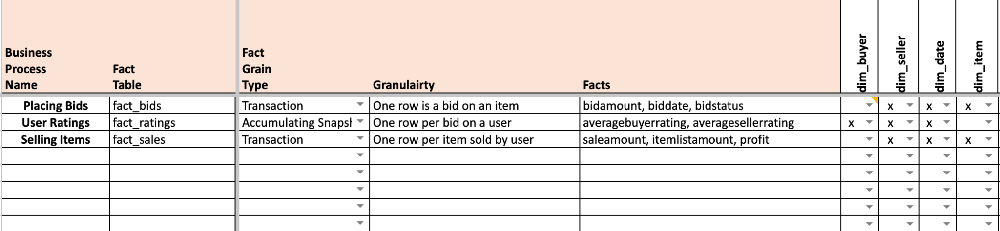 Business Process Name Fact Table Fact Grain Type Granulairty Facts dim_buyer dim_seller dim_date dim_item
Placing Bids fact_bids Transaction One row is a bid on an item bidamount, biddate, bidstatus x x x
User Ratings fact_ratings Accumulating Snapsh One row per bid on a user averagebuyerrating, averagesellerrating x x x
Selling Items fact_sales Transaction One row per item sold by user saleamount, itemlistamount, profit x x x